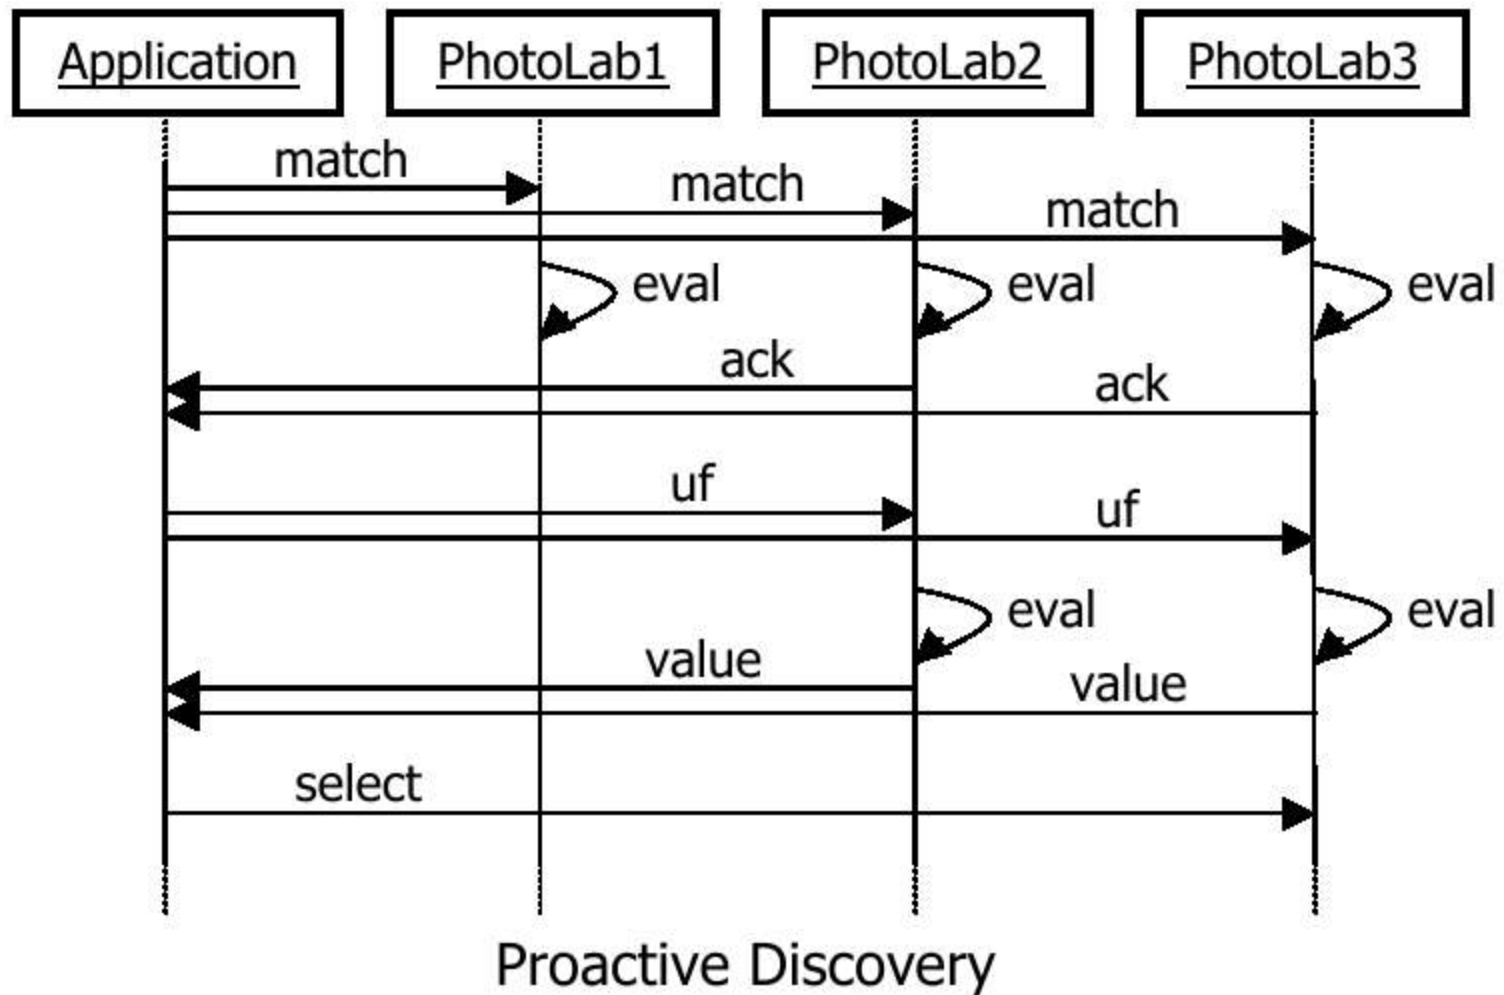 Application
PhotoLab1
PhotoLab2
PhotoLab3
match
match
match
eval
eval
eval
ack
ack
uf
uf
eval
eval
value
value
select
Proactive Discovery